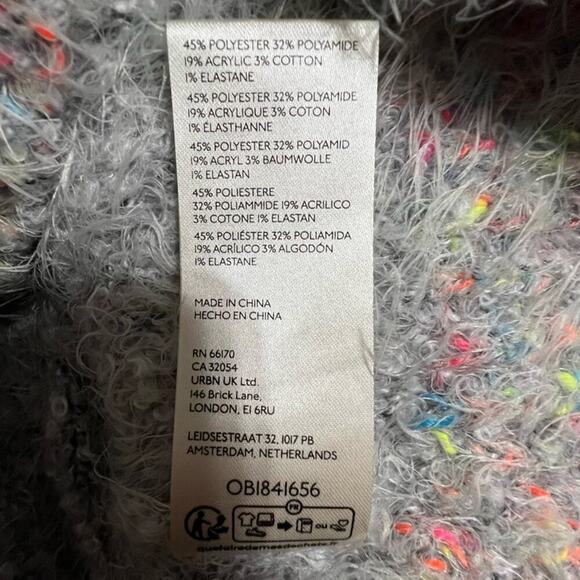 45% POLYESTER 32% POLYAMIDE
19% ACRYLIC 3% COTTON
1% ELASTANE
45% POLYESTER 32% POLYAMIDE
19% ACRYLIQUE 3% COTON
1% ÉLASTHANNE
45% POLYESTER 32% POLYAMID
19% ACRYL 3% BAUMWOLLE
1% ELASTAN
45% POLIESTERE
32% POLIAMMIDE 19% ACRILICO
3% COTONE 1% ELASTAN
45% POLIÉSTER 32% POLIAMIDA
19% ACRÍLICO 3% ALGODÓN
1% ELASTANE
MADE IN CHINA
HECHO EN CHINA
RN 66170
CA 32054
URBN UK Ltd.
146 Brick Lane,
LONDON, E1 6RU
LEIDSESTRAAT 32, 1017 PB
AMSTERDAM, NETHERLANDS
OB1841656
FR
OU
quefairedemesdechets.fr